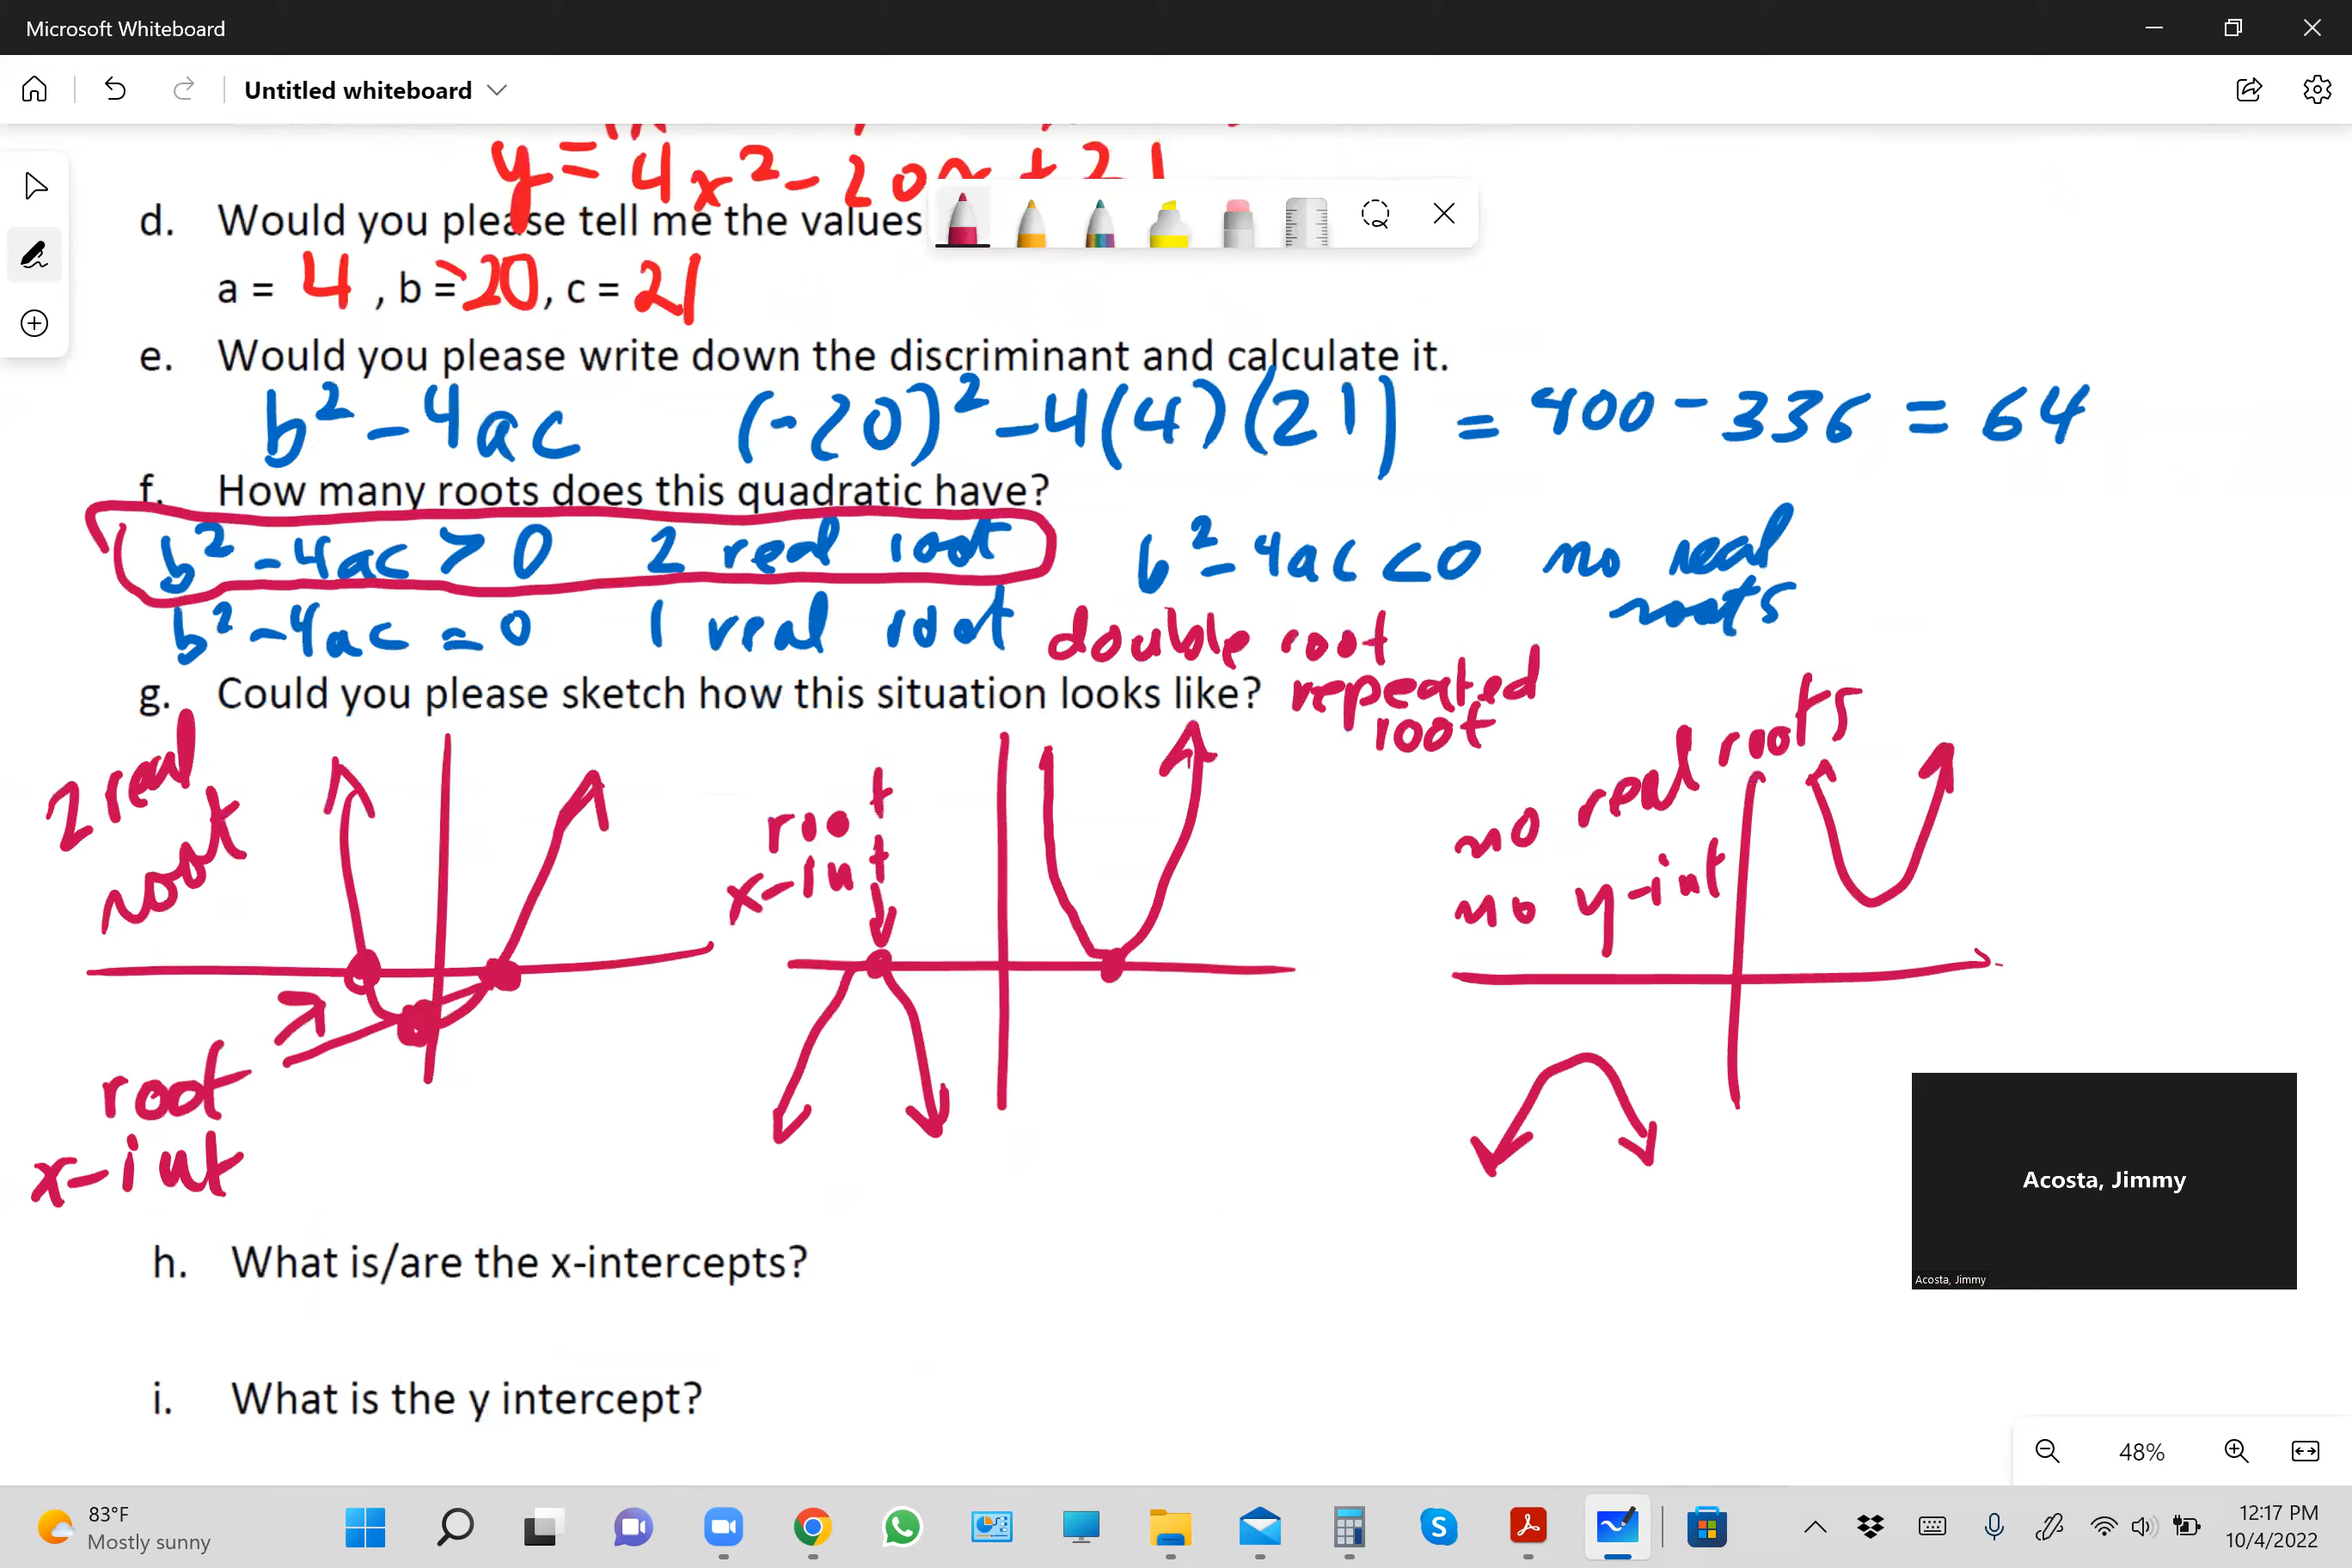 Microsoft Whiteboard
Untitled whiteboard
y = 4x² - 20x + 21
d. Would you please tell me the values
a = 4 , b = -20, c = 21
e. Would you please write down the discriminant and calculate it.
b² - 4ac (-20)² - 4(4)(21) = 400 - 336 = 64
f. How many roots does this quadratic have?
b² - 4ac > 0 2 real root
b² - 4ac < 0 no real roots
b² - 4ac = 0 1 real root double root
g. Could you please sketch how this situation looks like? repeated root
2 real root
root
x-int
root
x-int
no real roots
no y-int
Acosta, Jimmy
Acosta, Jimmy
h. What is/are the x-intercepts?
i. What is the y intercept?
48%
83°F
Mostly sunny
12:17 PM
10/4/2022